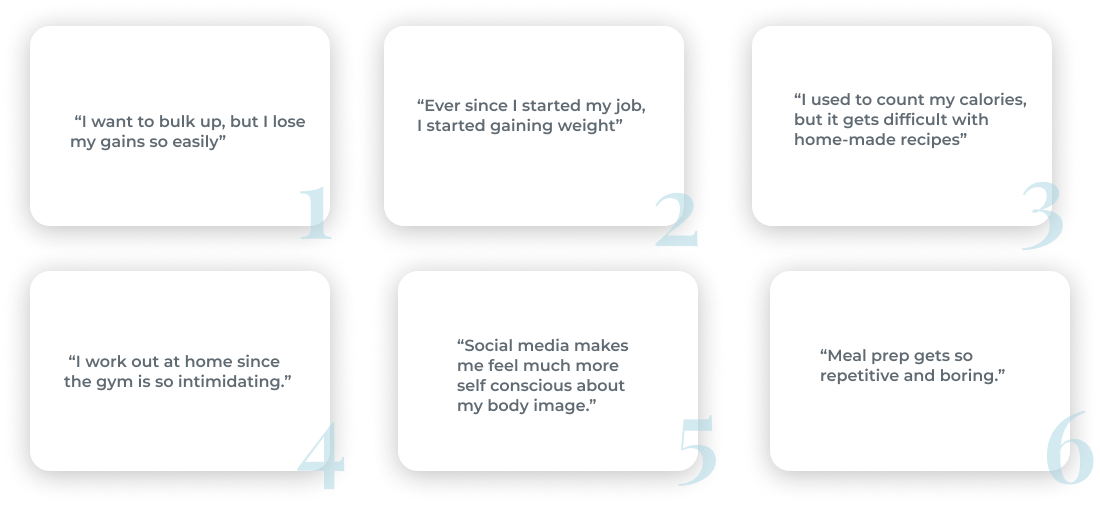 “I want to bulk up, but I lose
my gains so easily”
1
“Ever since I started my job,
I started gaining weight”
2
“I used to count my calories,
but it gets difficult with
home-made recipes”
3
“I work out at home since
the gym is so intimidating.”
4
“Social media makes
me feel much more
self conscious about
my body image.”
5
“Meal prep gets so
repetitive and boring.”
6